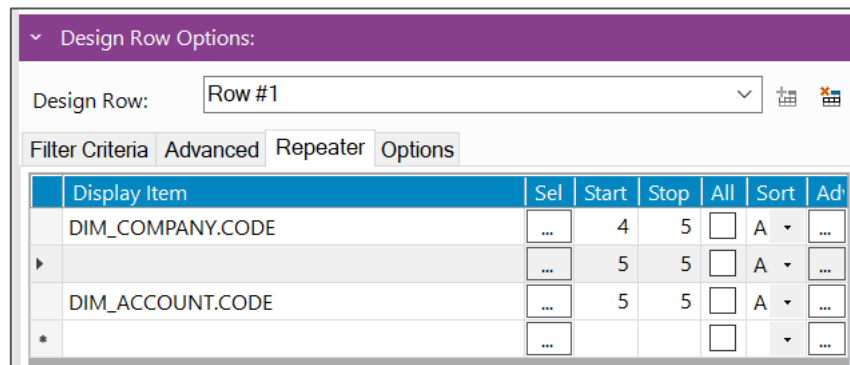 Design Row Options:
Design Row: Row #1
Filter Criteria Advanced Repeater Options
Display Item Sel Start Stop All Sort Adv
DIM_COMPANY.CODE ... 4 5 A ...
... 5 5 A ...
DIM_ACCOUNT.CODE ... 5 5 A ...
* ... ...